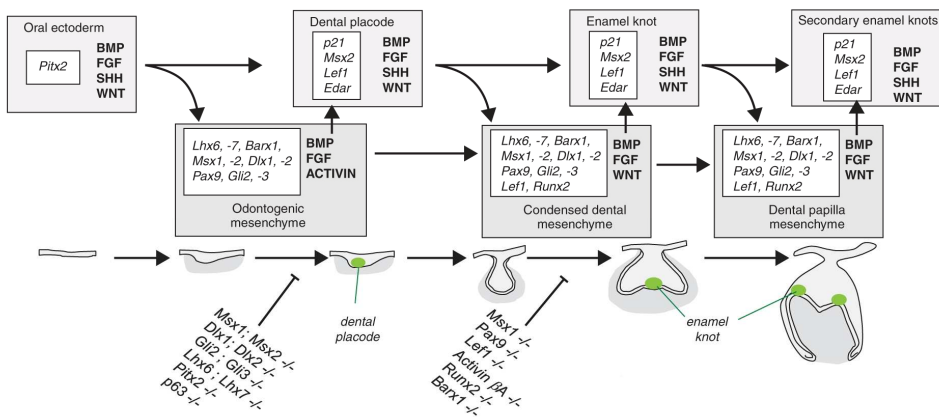 Oral ectoderm
Pitx2
BMP
FGF
SHH
WNT
Dental placode
p21
Msx2
Lef1
Edar
BMP
FGF
SHH
WNT
Enamel knot
p21
Msx2
Lef1
Edar
BMP
FGF
SHH
WNT
Secondary enamel knots
p21
Msx2
Lef1
Edar
BMP
FGF
SHH
WNT
Lhx6, -7, Barx1,
Msx1, -2, Dlx1, -2
Pax9, Gli2, -3
BMP
FGF
ACTIVIN
Odontogenic
mesenchyme
Lhx6, -7, Barx1,
Msx1, -2, Dlx1, -2
Pax9, Gli2, -3
Lef1, Runx2
BMP
FGF
WNT
Condensed dental
mesenchyme
Lhx6, -7, Barx1,
Msx1, -2, Dlx1, -2
Pax9, Gli2, -3
Lef1, Runx2
BMP
FGF
WNT
Dental papilla
mesenchyme
Msx1; Msx2 -/-
Dlx1; Dlx2 -/-
Gli2 ; Gli3 -/-
Lhx6 ; Lhx7 -/-
Pitx2 -/-
p63 -/-
dental
placode
Msx1 -/-
Pax9 -/-
Lef1 -/-
Activin βA -/-
Runx2 -/-
Barx1 -/-
enamel
knot